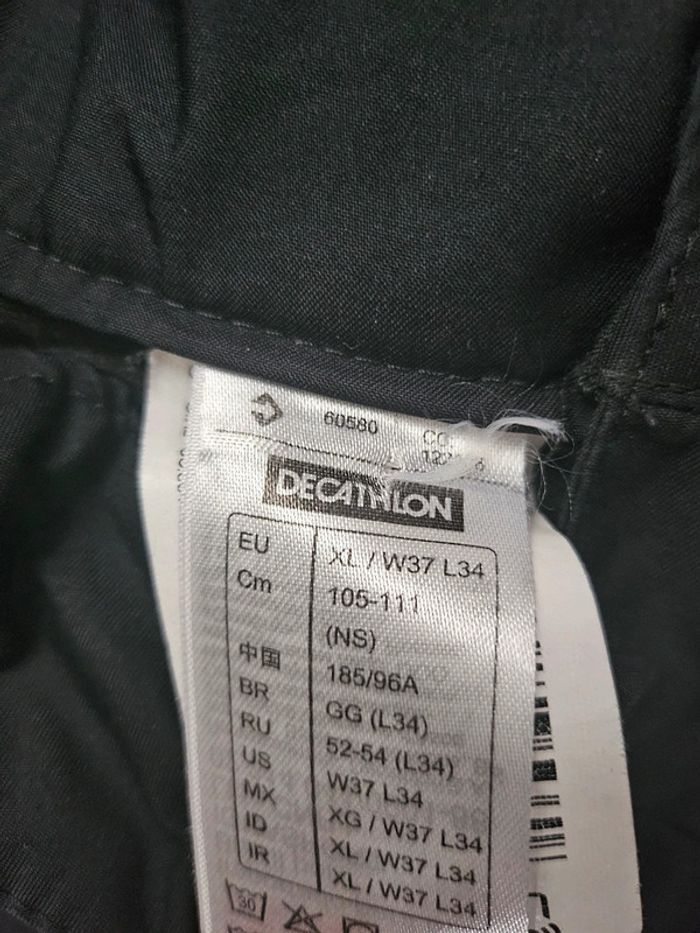 60580
DECATHLON
EU XL / W37 L34
Cm 105-111
(NS)
中国 185/96A
BR GG (L34)
RU 52-54 (L34)
US W37 L34
MX XG / W37 L34
ID XL / W37 L34
IR XL / W37 L34
30